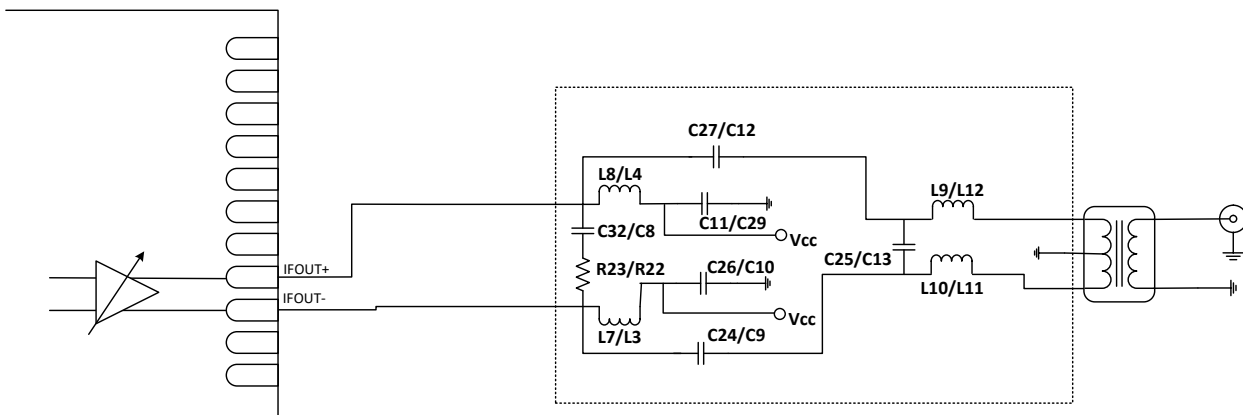 C27/C12
L8/L4
L9/L12
C11/C29
C32/C8
Vcc
C25/C13
IFOUT+
R23/R22
C26/C10
L10/L11
IFOUT-
Vcc
L7/L3
C24/C9